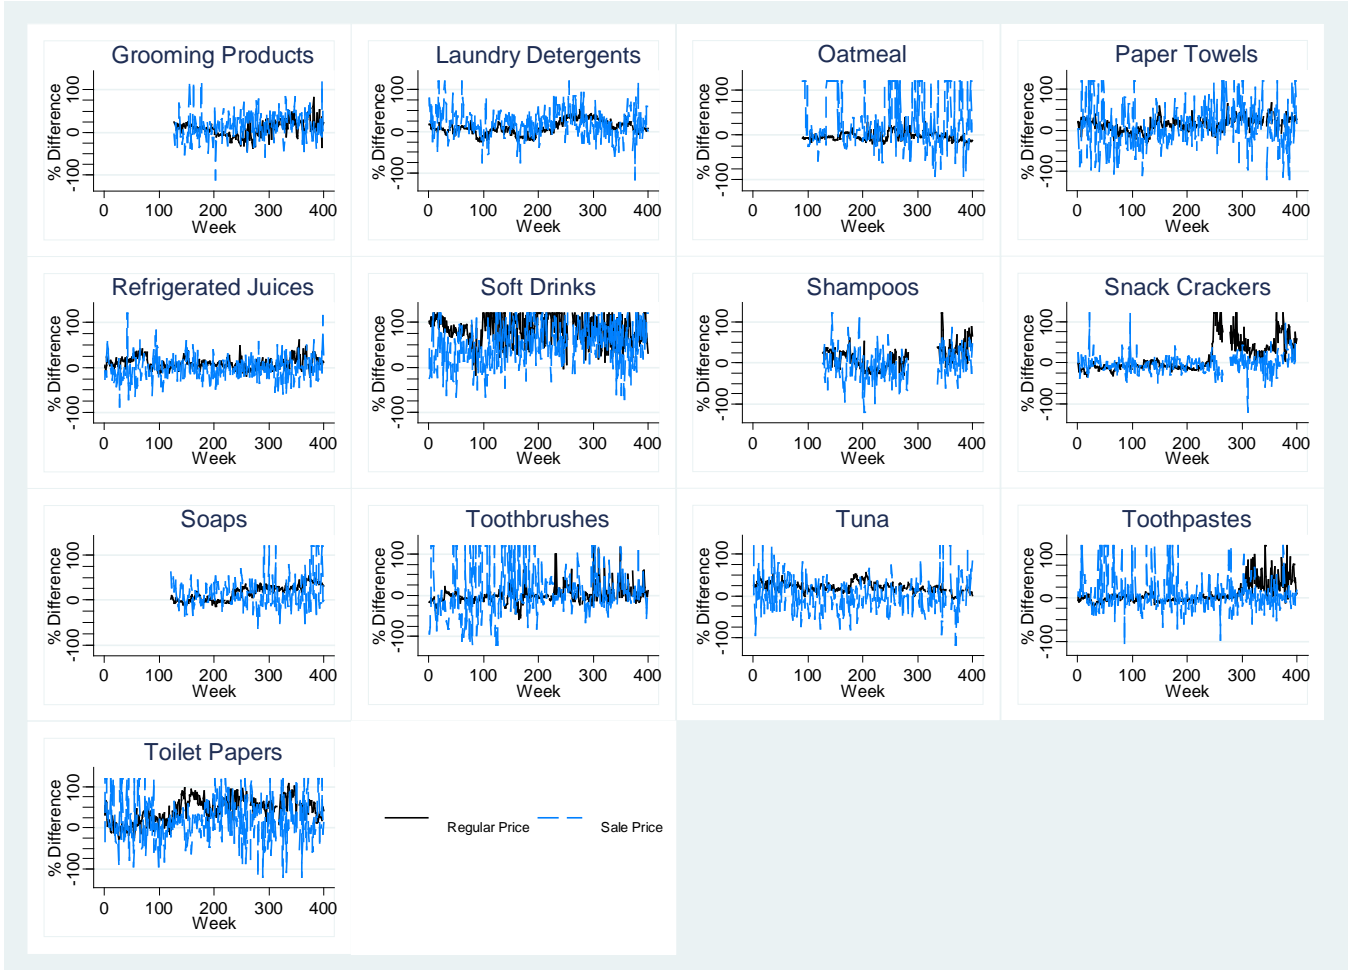 Grooming Products
% Difference
100
0
-100
0 100 200 300 400
Week
Laundry Detergents
% Difference
100
0
-100
0 100 200 300 400
Week
Oatmeal
% Difference
100
0
-100
0 100 200 300 400
Week
Paper Towels
% Difference
100
0
-100
0 100 200 300 400
Week
Refrigerated Juices
% Difference
100
0
-100
0 100 200 300 400
Week
Soft Drinks
% Difference
100
0
-100
0 100 200 300 400
Week
Shampoos
% Difference
100
0
-100
0 100 200 300 400
Week
Snack Crackers
% Difference
100
0
-100
0 100 200 300 400
Week
Soaps
% Difference
100
0
-100
0 100 200 300 400
Week
Toothbrushes
% Difference
100
0
-100
0 100 200 300 400
Week
Tuna
% Difference
100
0
-100
0 100 200 300 400
Week
Toothpastes
% Difference
100
0
-100
0 100 200 300 400
Week
Toilet Papers
% Difference
100
0
-100
0 100 200 300 400
Week
Regular Price Sale Price